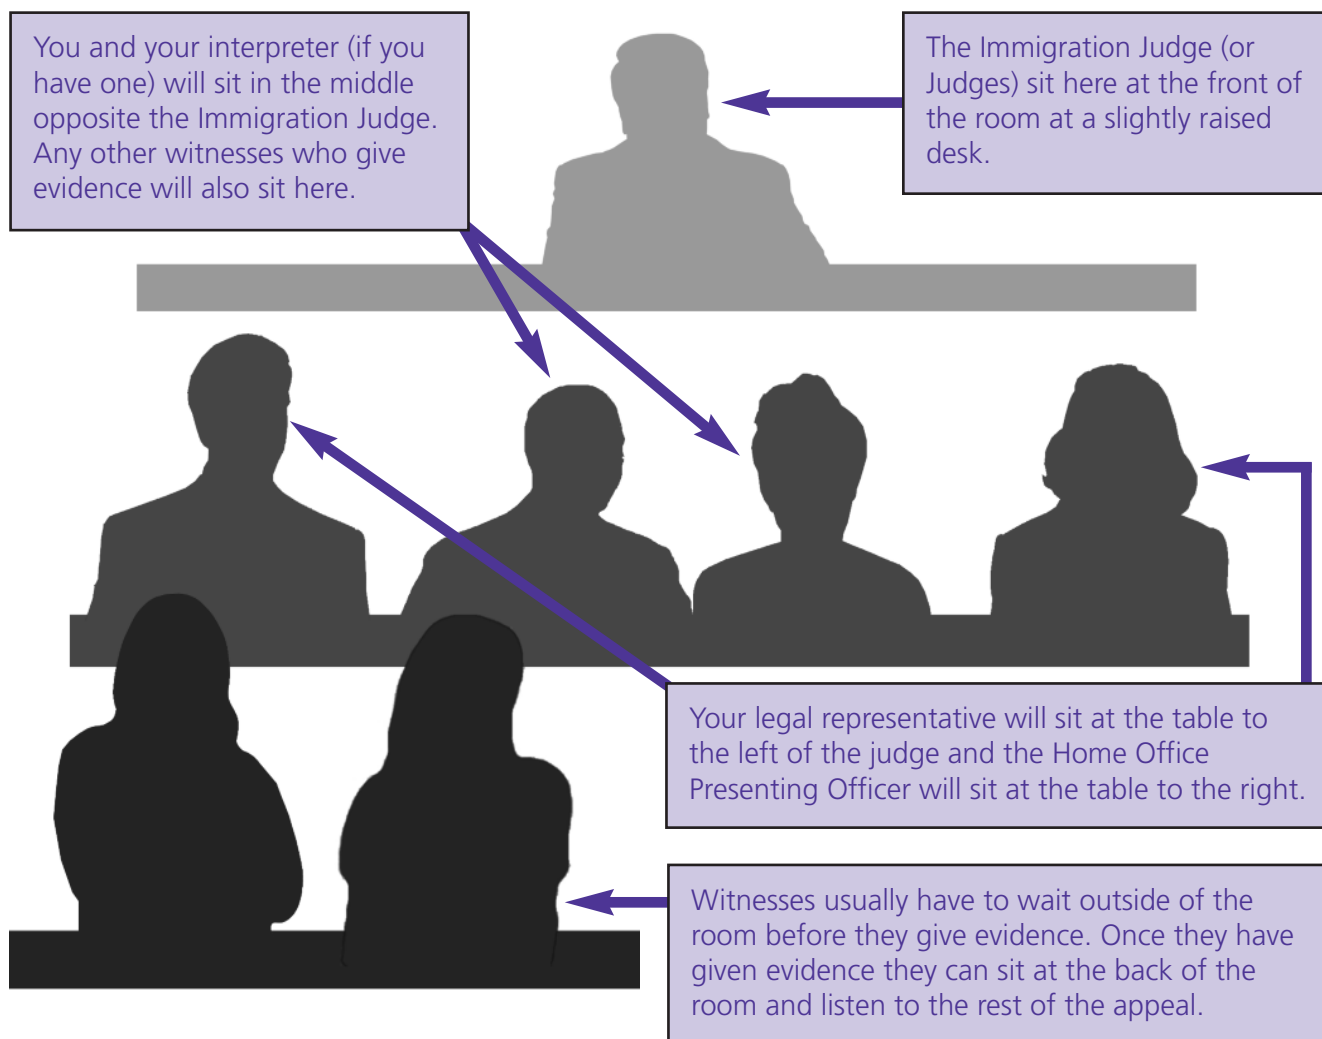 You and your interpreter (if you
have one) will sit in the middle
opposite the Immigration Judge.
Any other witnesses who give
evidence will also sit here.
The Immigration Judge (or
Judges) sit here at the front of
the room at a slightly raised
desk.
Your legal representative will sit at the table to
the left of the judge and the Home Office
Presenting Officer will sit at the table to the right.
Witnesses usually have to wait outside of the
room before they give evidence. Once they have
given evidence they can sit at the back of the
room and listen to the rest of the appeal.